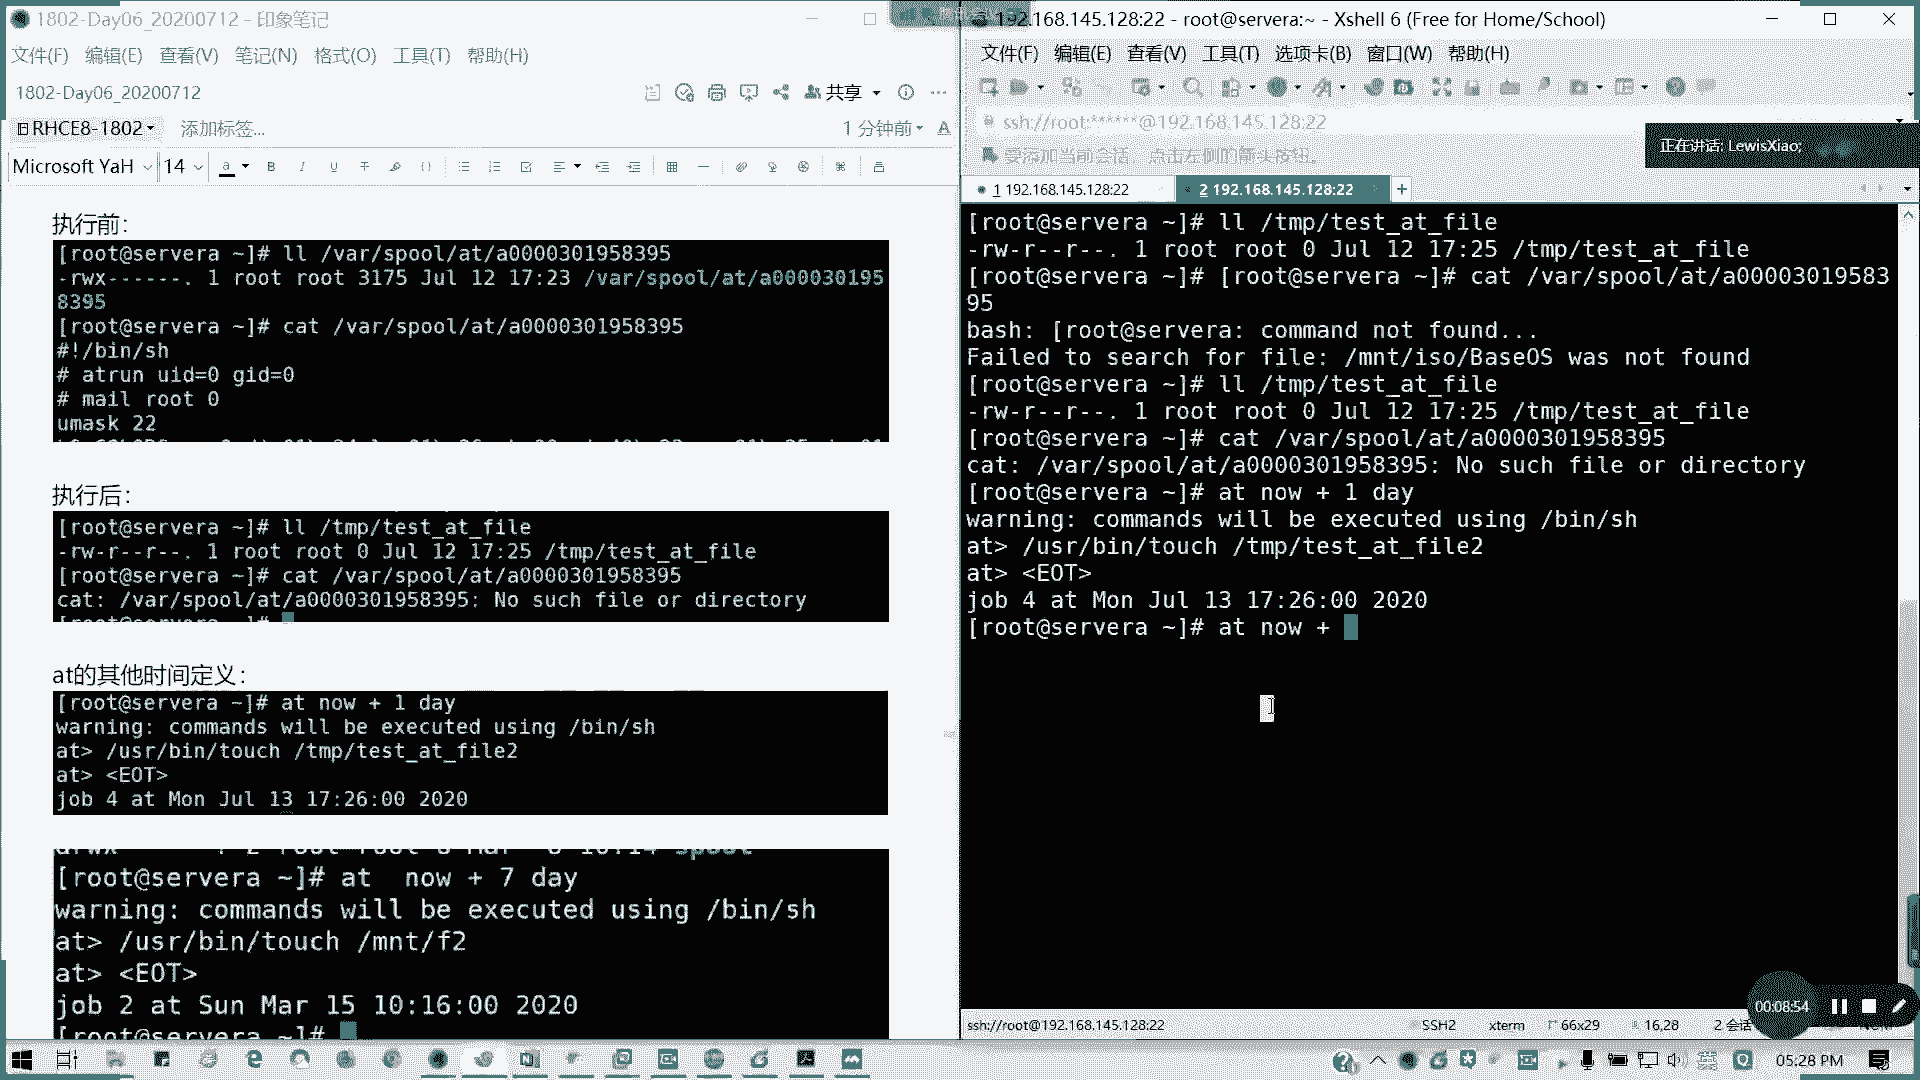 1802-Day06_20200712 - 印象笔记
文件(F) 编辑(E) 查看(V) 笔记(N) 格式(O) 工具(T) 帮助(H)
1802-Day06_20200712
共享
RHCE8-1802
添加标签...
1 分钟前
Microsoft YaH 14
执行前：
[root@servera ~]# ll /var/spool/at/a0000301958395
-rwx------. 1 root root 3175 Jul 12 17:23 /var/spool/at/a000030195
8395
[root@servera ~]# cat /var/spool/at/a0000301958395
#!/bin/sh
# atrun uid=0 gid=0
# mail root 0
umask 22
执行后：
[root@servera ~]# ll /tmp/test_at_file
-rw-r--r--. 1 root root 0 Jul 12 17:25 /tmp/test_at_file
[root@servera ~]# cat /var/spool/at/a0000301958395
cat: /var/spool/at/a0000301958395: No such file or directory
at的其他时间定义：
[root@servera ~]# at now + 1 day
warning: commands will be executed using /bin/sh
at> /usr/bin/touch /tmp/test_at_file2
at> <EOT>
job 4 at Mon Jul 13 17:26:00 2020
[root@servera ~]# at  now + 7 day
warning: commands will be executed using /bin/sh
at> /usr/bin/touch /mnt/f2
at> <EOT>
job 2 at Sun Mar 15 10:16:00 2020
[root@servera ~]#
192.168.145.128:22 - root@servera:~ - Xshell 6 (Free for Home/School)
文件(F) 编辑(E) 查看(V) 工具(T) 选项卡(B) 窗口(W) 帮助(H)
ssh://root:******@192.168.145.128:22
要添加当前会话，点击左侧的箭头按钮。
正在讲话: LewisXiao;
1 192.168.145.128:22
2 192.168.145.128:22
[root@servera ~]# ll /tmp/test_at_file
-rw-r--r--. 1 root root 0 Jul 12 17:25 /tmp/test_at_file
[root@servera ~]# [root@servera ~]# cat /var/spool/at/a00003019583
95
bash: [root@servera: command not found...
Failed to search for file: /mnt/iso/BaseOS was not found
[root@servera ~]# ll /tmp/test_at_file
-rw-r--r--. 1 root root 0 Jul 12 17:25 /tmp/test_at_file
[root@servera ~]# cat /var/spool/at/a0000301958395
cat: /var/spool/at/a0000301958395: No such file or directory
[root@servera ~]# at now + 1 day
warning: commands will be executed using /bin/sh
at> /usr/bin/touch /tmp/test_at_file2
at> <EOT>
job 4 at Mon Jul 13 17:26:00 2020
[root@servera ~]# at now +
00:08:54
ssh://root@192.168.145.128:22
SSH2
xterm
66x29
16,28
2 会话
05:28 PM